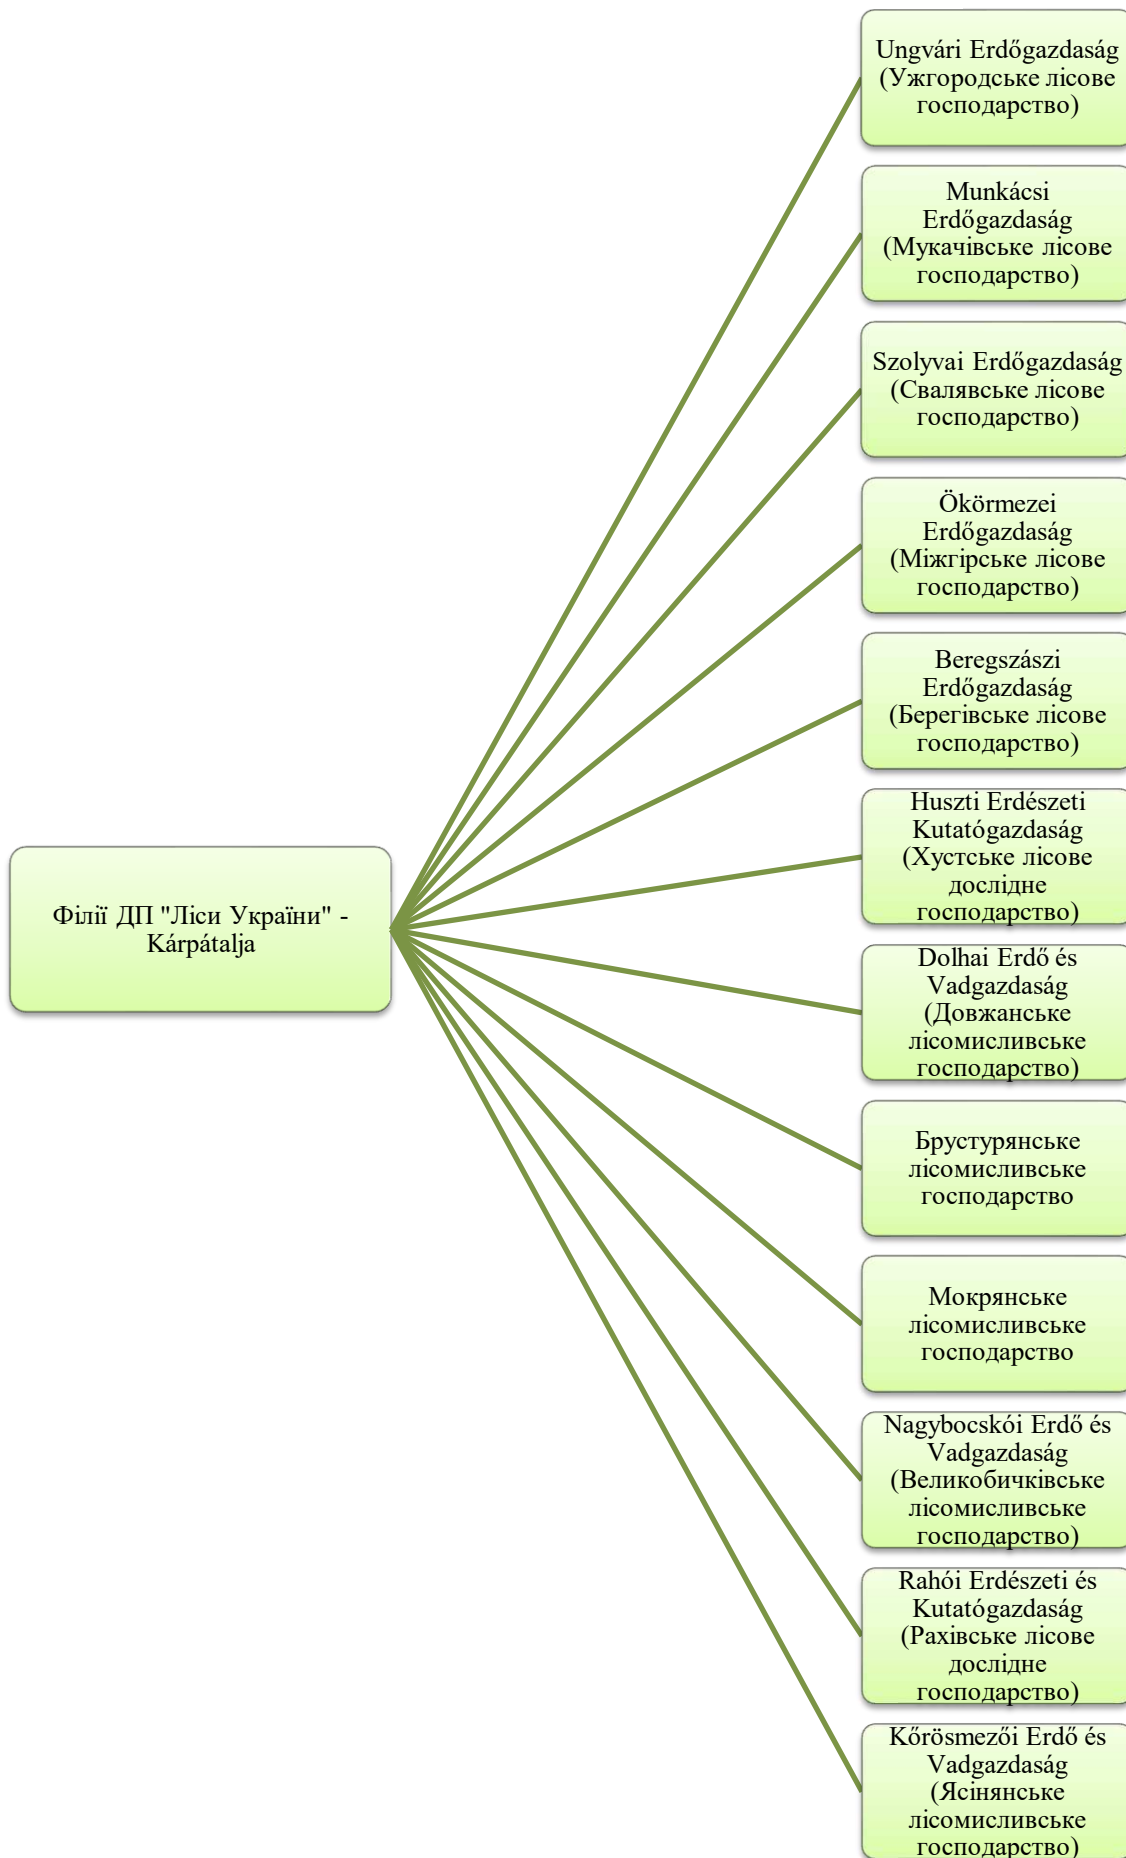 Ungvári Erdőgazdaság
(Ужгородське лісове
господарство)
Munkácsi
Erdőgazdaság
(Мукачівське лісове
господарство)
Szolyvai Erdőgazdaság
(Свалявське лісове
господарство)
Ökörmezei
Erdőgazdaság
(Міжгірське лісове
господарство)
Beregszászi
Erdőgazdaság
(Берегівське лісове
господарство)
Huszti Erdészeti
Kutatógazdaság
(Хустське лісове
дослідне
господарство)
Філії ДП "Ліси України" -
Kárpátalja
Dolhai Erdő és
Vadgazdaság
(Довжанське
лісомисливське
господарство)
Брустурянське
лісомисливське
господарство
Мокрянське
лісомисливське
господарство
Nagybocskói Erdő és
Vadgazdaság
(Великобичківське
лісомисливське
господарство)
Rahói Erdészeti és
Kutatógazdaság
(Рахівське лісове
дослідне
господарство)
Kőrösmezői Erdő és
Vadgazdaság
(Ясінянське
лісомисливське
господарство)